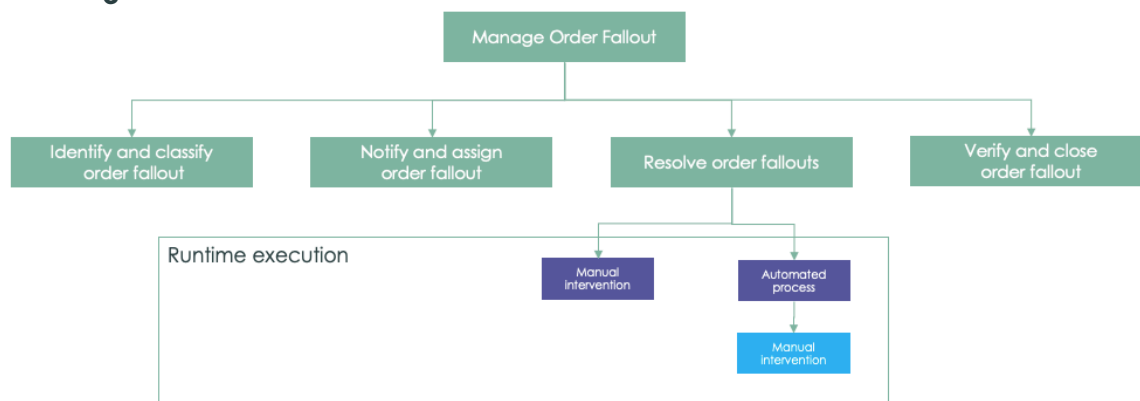 Manage Order Fallout
Identify and classify
order fallout
Notify and assign
order fallout
Resolve order fallouts
Verify and close
order fallout
Runtime execution
Manual
intervention
Automated
process
Manual
intervention